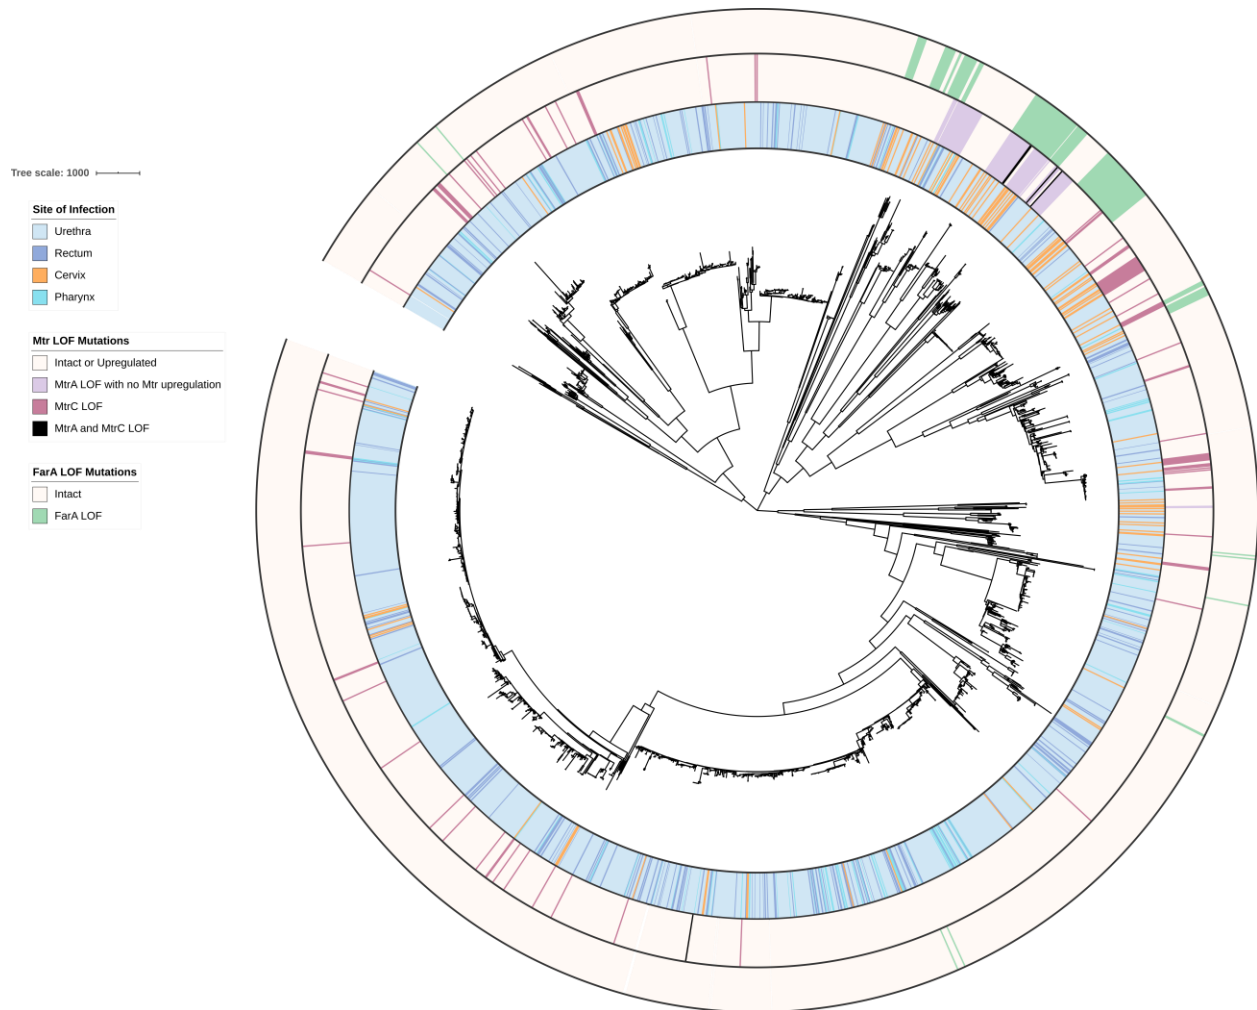 Tree scale: 1000
Site of Infection
Urethra
Rectum
Cervix
Pharynx
Mtr LOF Mutations
Intact or Upregulated
MtrA LOF with no Mtr upregulation
MtrC LOF
MtrA and MtrC LOF
FarA LOF Mutations
Intact
FarA LOF